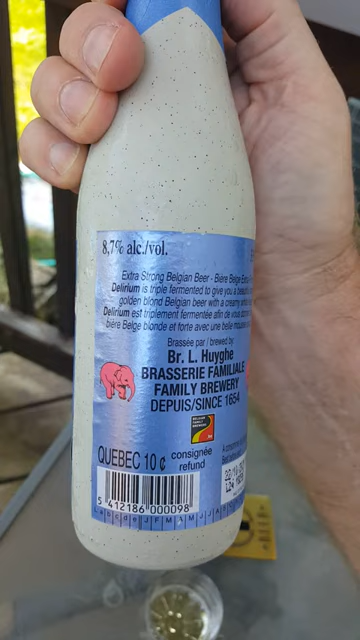 8,7% alc./vol.
Extra Strong Belgian Beer - Bière Belge
Delirium is triple fermented to give you a
golden blond Belgian beer with a creamy
Delirium est triplement fermentée afin de vous
bière Belge blonde et forte avec une belle
Brassée par / brewed by
Br. L. Huyghe
BRASSERIE FAMILIALE
FAMILY BREWERY
DEPUIS/SINCE 1654
BELGIAN
FAMILY
BREWERS
QUEBEC 10 ¢ consignée
refund
5 412186 000098
J F M A M J J A